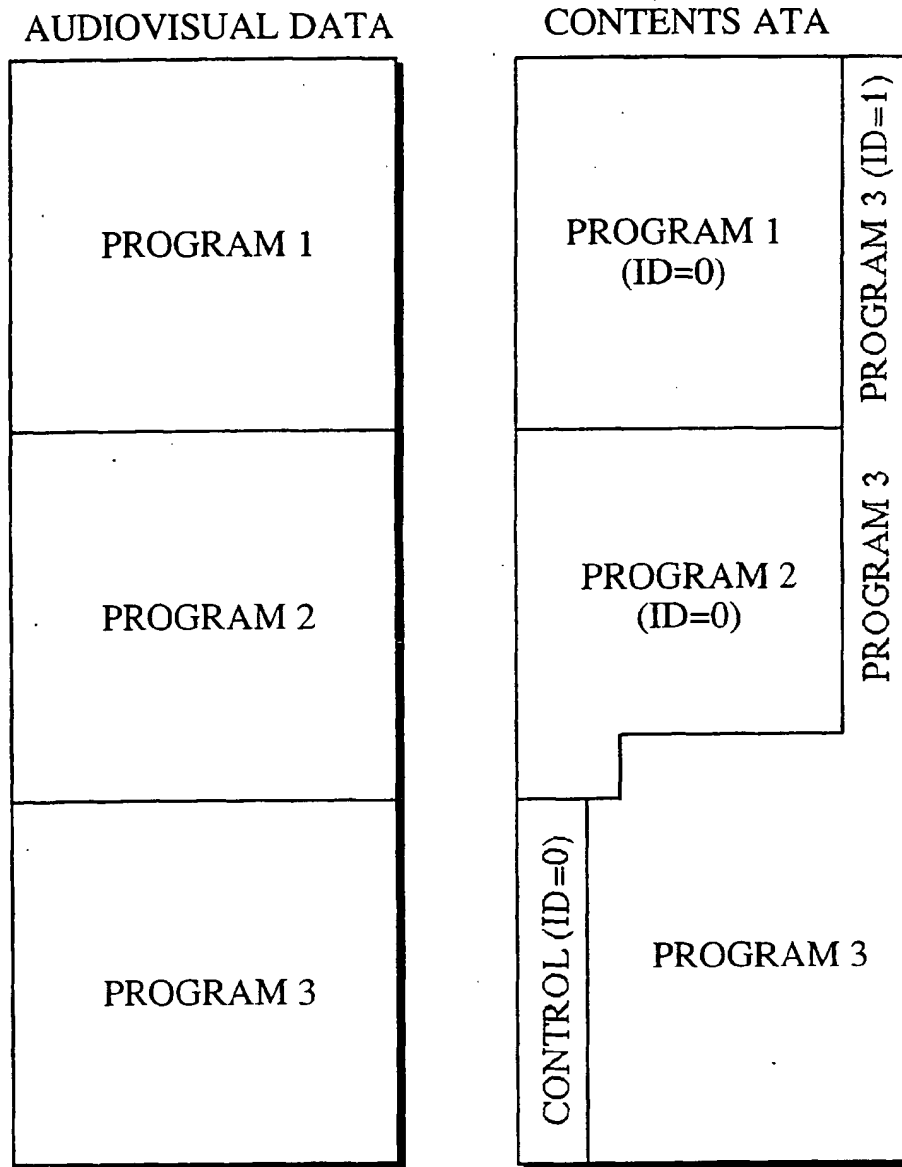 AUDIOVISUAL DATA
PROGRAM 1
PROGRAM 2
PROGRAM 3
CONTENTS ATA
PROGRAM 1
(ID=0)
PROGRAM 3 (ID=1)
PROGRAM 2
(ID=0)
PROGRAM 3
CONTROL (ID=0)
PROGRAM 3